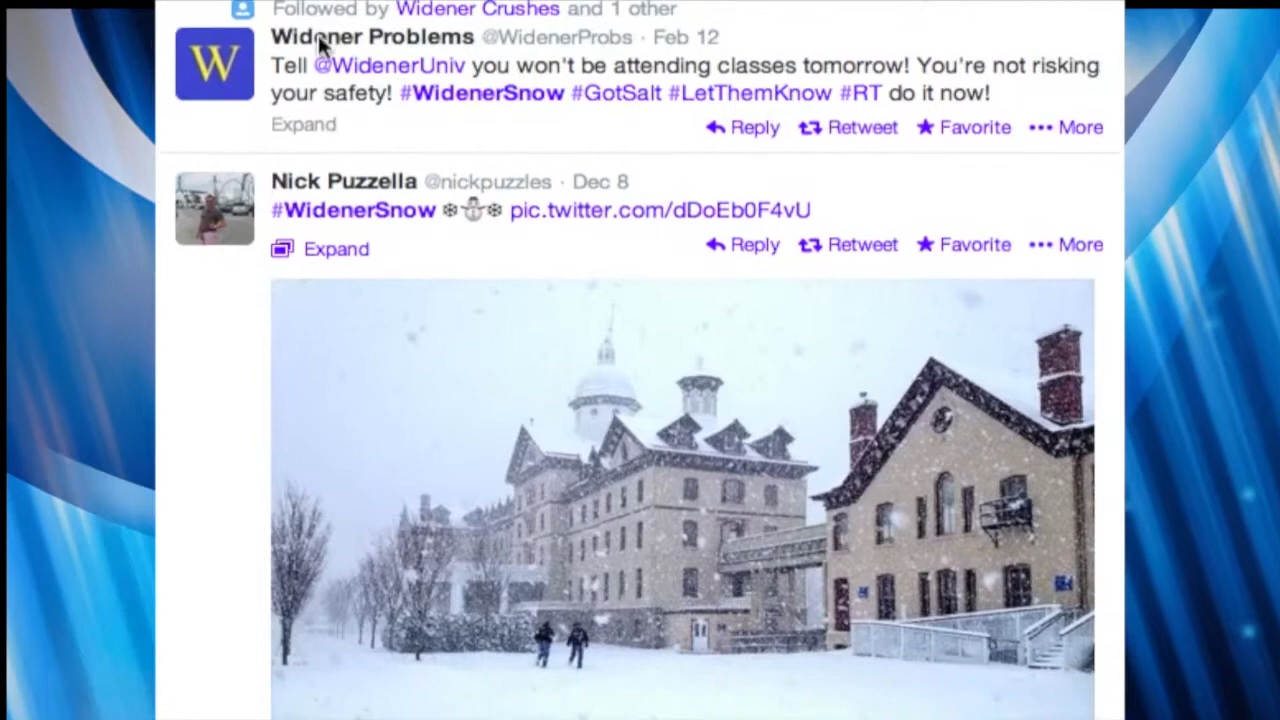 Followed by Widener Crushes and 1 other
W
Widener Problems @WidenerProbs · Feb 12
Tell @WidenerUniv you won't be attending classes tomorrow! You're not risking
your safety! #WidenerSnow #GotSalt #LetThemKnow #RT do it now!
Expand
Reply Retweet Favorite More
Nick Puzzella @nickpuzzles · Dec 8
#WidenerSnow ❄⛄❄ pic.twitter.com/dDoEb0F4vU
Expand
Reply Retweet Favorite More